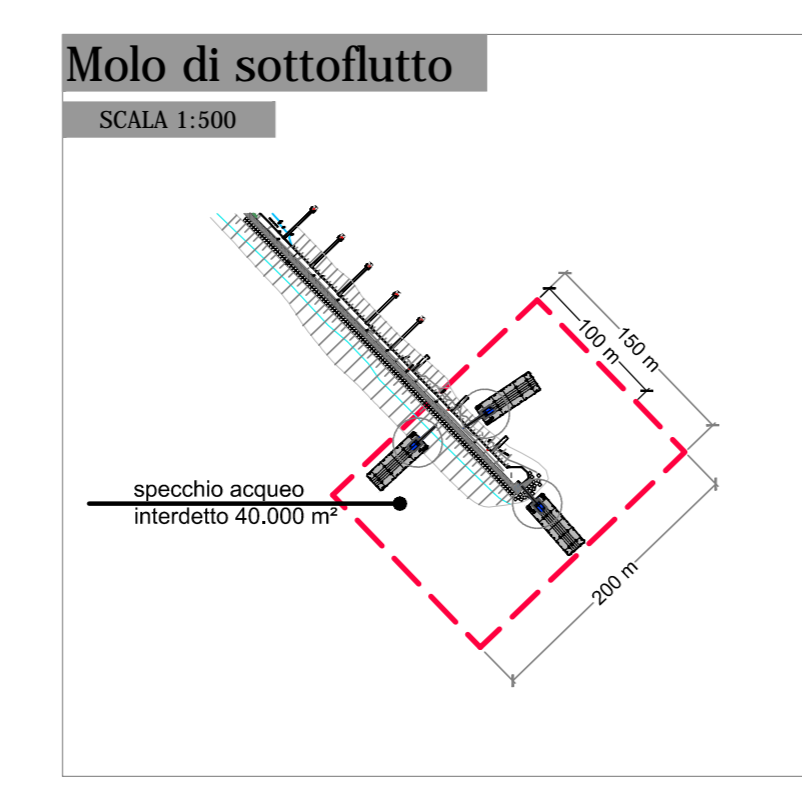 Molo di sottoflutto
SCALA 1:500
100 m
150 m
specchio acqueo
interdetto 40.000 m²
200 m